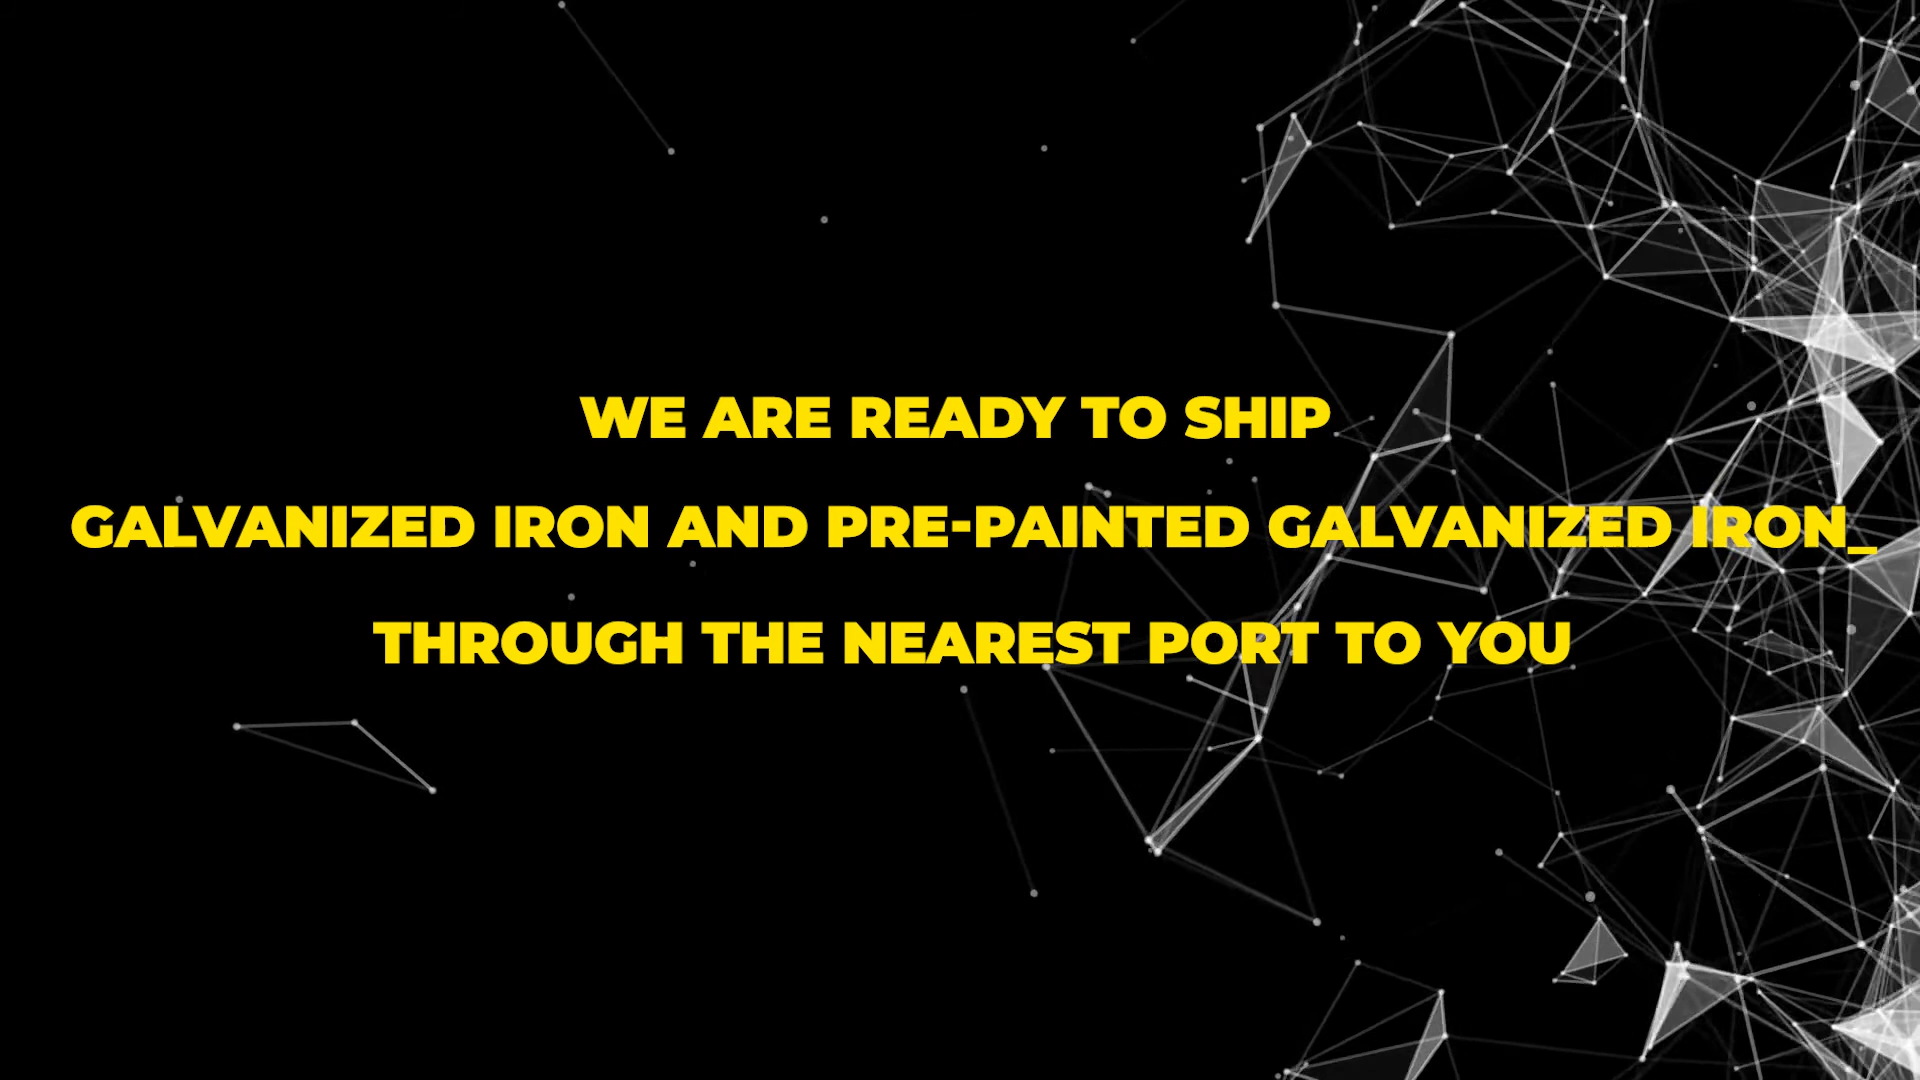 WE ARE READY TO SHIP
GALVANIZED IRON AND PRE-PAINTED GALVANIZED IRON_
THROUGH THE NEAREST PORT TO YOU